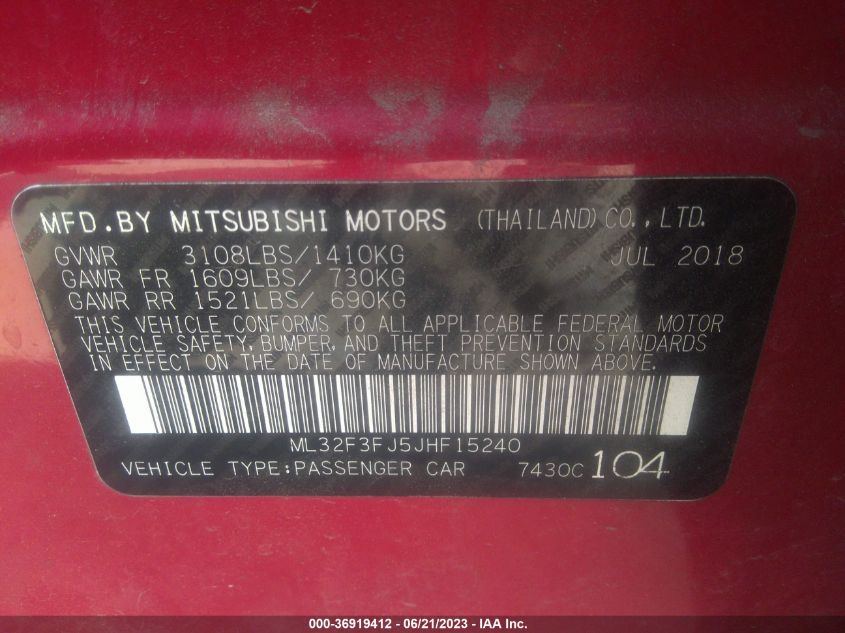 MFD.BY MITSUBISHI MOTORS (THAILAND)CO.,LTD.
GVWR 3108LBS/1410KG JUL 2018
GAWR FR 1609LBS/ 730KG
GAWR RR 1521LBS/ 690KG
THIS VEHICLE CONFORMS TO ALL APPLICABLE FEDERAL MOTOR
VEHICLE SAFETY, BUMPER, AND THEFT PREVENTION STANDARDS
IN EFFECT ON THE DATE OF MANUFACTURE SHOWN ABOVE.
ML32F3FJ5JHF15240
VEHICLE TYPE:PASSENGER CAR 7430C 104
000-36919412 - 06/21/2023 - IAA Inc.